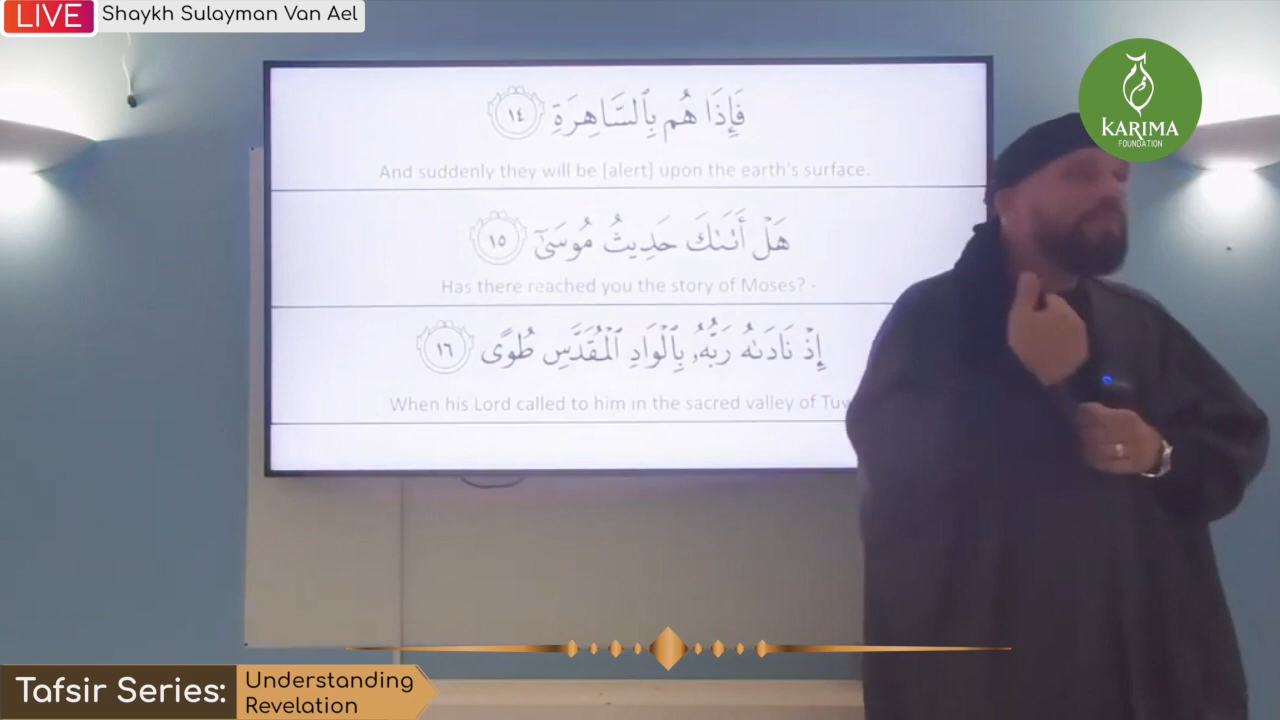 LIVE
Shaykh Sulayman Van Ael
KARIMA
FOUNDATION
فَإِذَا هُم بِٱلسَّاهِرَةِ ١٤
And suddenly they will be [alert] upon the earth's surface.
هَلْ أَتَىٰكَ حَدِيثُ مُوسَىٰٓ ١٥
Has there reached you the story of Moses? -
إِذْ نَادَىٰهُ رَبُّهُۥ بِٱلْوَادِ ٱلْمُقَدَّسِ طُوًى ١٦
When his Lord called to him in the sacred valley of
Tafsir Series:
Understanding
Revelation